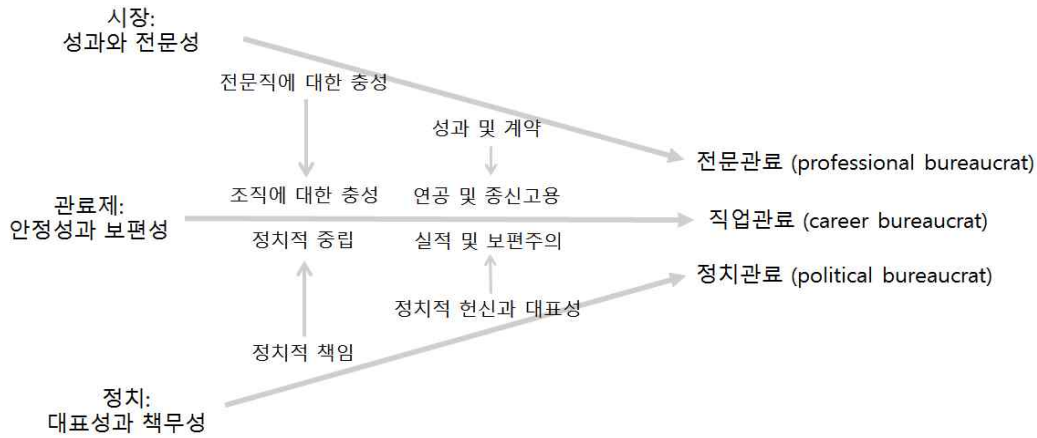 시장:
성과와 전문성
전문직에 대한 충성
성과 및 계약
전문관료 (professional bureaucrat)
조직에 대한 충성
연공 및 종신고용
관료제:
안정성과 보편성
직업관료 (career bureaucrat)
정치적 중립
실적 및 보편주의
정치관료 (political bureaucrat)
정치적 헌신과 대표성
정치적 책임
정치:
대표성과 책무성